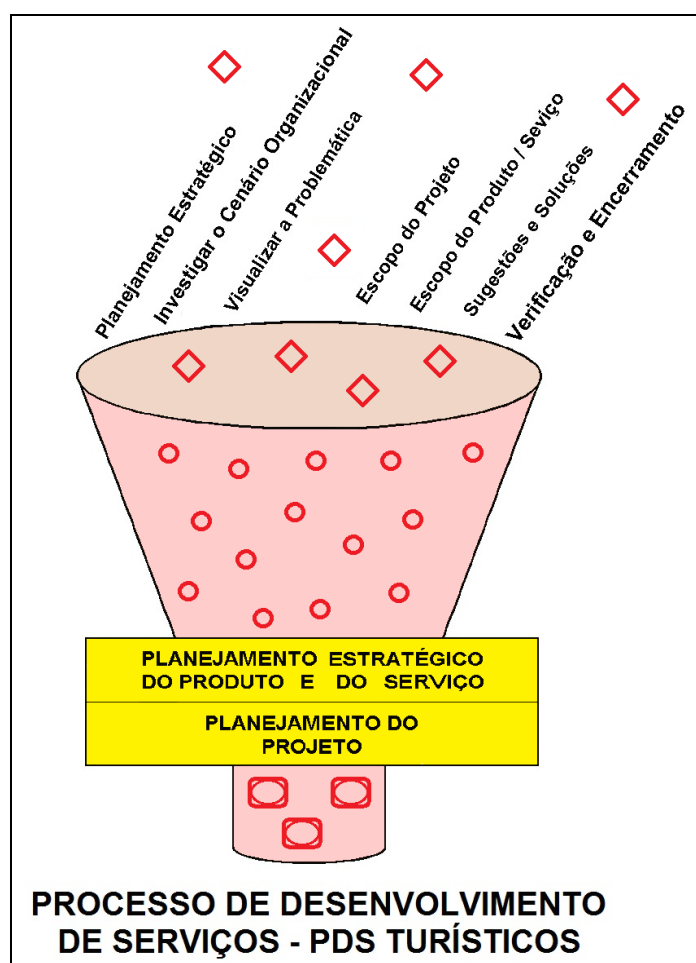 Planejamento Estratégico
Investigar o Cenário Organizacional
Visualizar a Problemática
Escopo do Projeto
Escopo do Produto / Seviço
Sugestões e Soluções
Verificação e Encerramento
PLANEJAMENTO ESTRATÉGICO
DO PRODUTO E DO SERVIÇO
PLANEJAMENTO DO
PROJETO
PROCESSO DE DESENVOLVIMENTO
DE SERVIÇOS - PDS TURÍSTICOS